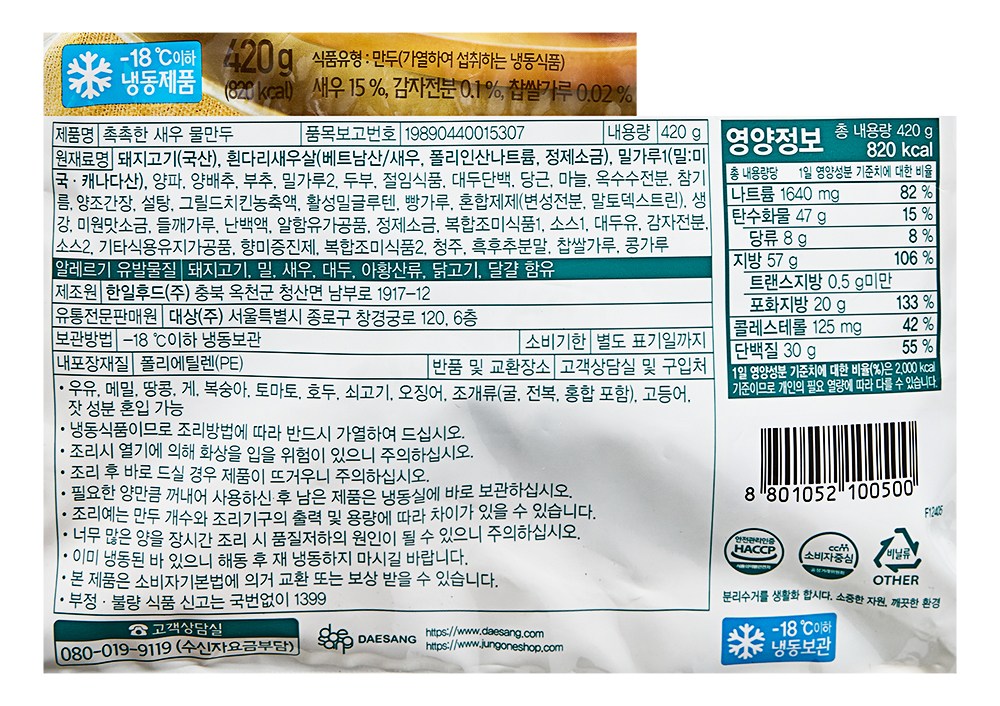 -18 ℃이하
냉동제품
420g
(820 kcal)
식품유형 : 만두(가열하여 섭취하는 냉동식품)
새우 15 %, 감자전분 0.1 %, 찹쌀가루 0.02 %
제품명 촉촉한 새우 물만두 품목보고번호 19890440015307 내용량 420 g
원재료명 돼지고기(국산), 흰다리새우살(베트남산/새우, 폴리인산나트륨, 정제소금), 밀가루1(밀:미
국·캐나다산), 양파, 양배추, 부추, 밀가루2, 두부, 절임식품, 대두단백, 당근, 마늘, 옥수수전분, 참기
름, 양조간장, 설탕, 그릴드치킨농축액, 활성밀글루텐, 빵가루, 혼합제제(변성전분, 말토덱스트린), 생
강, 미원맛소금, 들깨가루, 난백액, 알함유가공품, 정제소금, 복합조미식품1, 소스1, 대두유, 감자전분,
소스2, 기타식용유지가공품, 향미증진제, 복합조미식품2, 청주, 흑후추분말, 찹쌀가루, 콩가루
알레르기 유발물질 돼지고기, 밀, 새우, 대두, 아황산류, 닭고기, 달걀 함유
제조원 한일후드(주) 충북 옥천군 청산면 남부로 1917-12
유통전문판매원 대상(주) 서울특별시 종로구 창경궁로 120, 6층
보관방법 -18 ℃이하 냉동보관 소비기한 별도 표기일까지
내포장재질 폴리에틸렌(PE) 반품 및 교환장소 고객상담실 및 구입처
• 우유, 메밀, 땅콩, 게, 복숭아, 토마토, 호두, 쇠고기, 오징어, 조개류(굴, 전복, 홍합 포함), 고등어,
잣 성분 혼입 가능
• 냉동식품이므로 조리방법에 따라 반드시 가열하여 드십시오.
• 조리시 열기에 의해 화상을 입을 위험이 있으니 주의하십시오.
• 조리 후 바로 드실 경우 제품이 뜨거우니 주의하십시오.
• 필요한 양만큼 꺼내어 사용하신 후 남은 제품은 냉동실에 바로 보관하십시오.
• 조리예는 만두 개수와 조리기구의 출력 및 용량에 따라 차이가 있을 수 있습니다.
• 너무 많은 양을 장시간 조리 시 품질저하의 원인이 될 수 있으니 주의하십시오.
• 이미 냉동된 바 있으니 해동 후 재 냉동하지 마시길 바랍니다.
• 본 제품은 소비자기본법에 의거 교환 또는 보상 받을 수 있습니다.
• 부정·불량 식품 신고는 국번없이 1399
고객상담실
080-019-9119 (수신자요금부담)
DAESANG
https://www.daesang.com
https://www.jungoneshop.com
영양정보 총 내용량 420 g
820 kcal
총 내용량당 1일 영양성분 기준치에 대한 비율
나트륨 1640 mg 82 %
탄수화물 47 g 15 %
당류 8 g 8 %
지방 57 g 106 %
트랜스지방 0.5 g미만
포화지방 20 g 133 %
콜레스테롤 125 mg 42 %
단백질 30 g 55 %
1일 영양성분 기준치에 대한 비율(%)은 2,000 kcal
기준이므로 개인의 필요 열량에 따라 다를 수 있습니다.
8 801052 100500
F12406
안전관리인증
HACCP
식품의약품안전처
ccm
소비자중심
공정거래위원회
비닐류
OTHER
분리수거를 생활화 합시다. 소중한 자원, 깨끗한 환경
-18 ℃이하
냉동보관